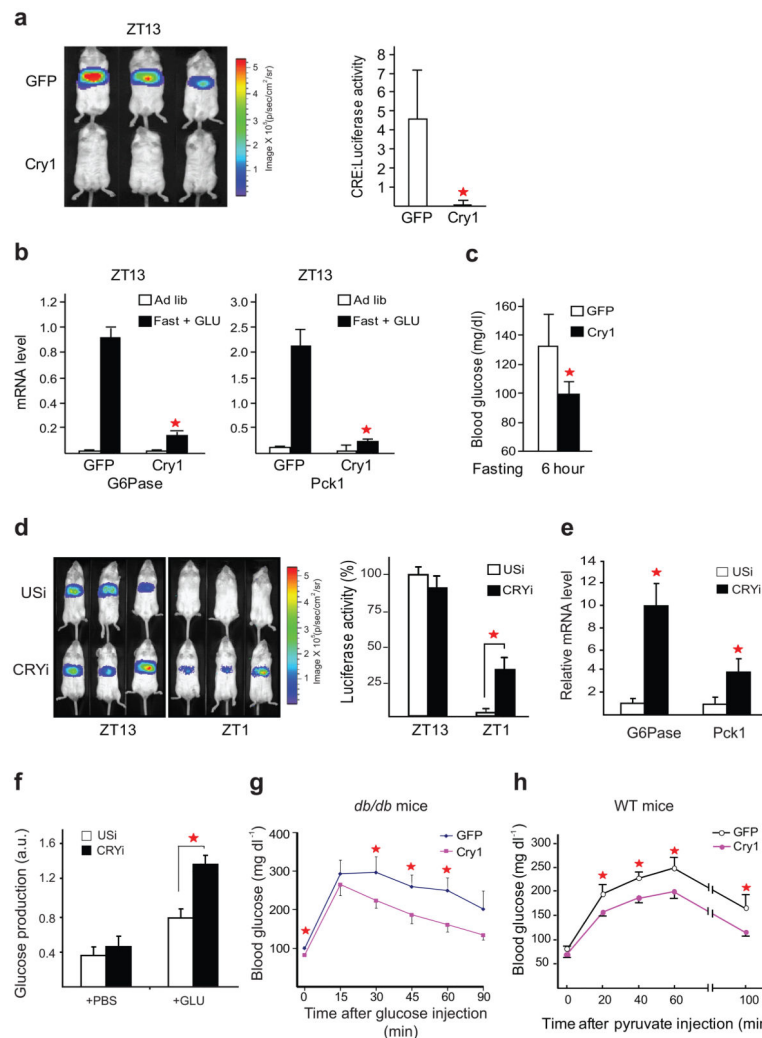 a
ZT13
GFP
Cry1
5
4
3
2
1
0
Image X 10⁵(p/sec/cm²/sr)
CRE:Luciferase activity
8
7
6
5
4
3
2
1
GFP Cry1
b
ZT13
Ad lib
Fast + GLU
mRNA level
1.2
1.0
0.8
0.6
0.4
0.2
GFP Cry1
G6Pase
ZT13
Ad lib
Fast + GLU
3.0
2.5
2.0
1.5
1.0
0.5
GFP Cry1
Pck1
c
GFP
Cry1
Blood glucose (mg/dl)
160
140
120
100
80
60
Fasting 6 hour
d
USi
CRYi
ZT13 ZT1
5
4
3
2
1
0
Image X 10⁵(p/sec/cm²/sr)
USi
CRYi
Luciferase activity (%)
100
75
50
25
ZT13 ZT1
e
USi
CRYi
Relative mRNA level
14
12
10
8
6
4
2
G6Pase Pck1
f
USi
CRYi
Glucose production (a.u.)
1.6
1.2
0.8
0.4
+PBS +GLU
g
db/db mice
GFP
Cry1
Blood glucose (mg dl⁻¹)
400
300
200
100
0 15 30 45 60 90
Time after glucose injection
(min)
h
WT mice
GFP
Cry1
Blood glucose (mg dl⁻¹)
300
250
200
150
100
50
0 20 40 60 100
Time after pyruvate injection (min